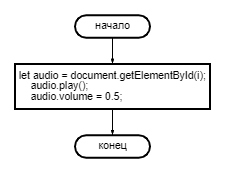 начало
let audio = document.getElementById(i);
audio.play();
audio.volume = 0.5;
конец